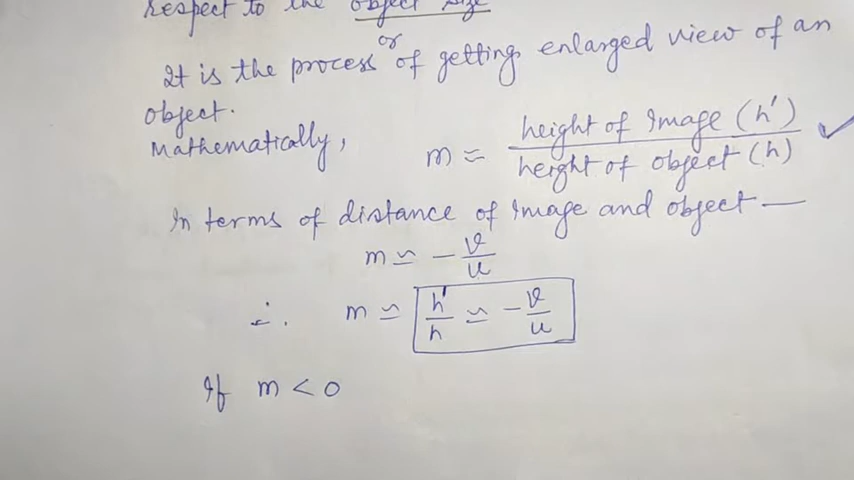 respect to the object size
or
It is the process of getting enlarged view of an
object.
Mathematically,
m = height of Image (h') / height of object (h) ✓
In terms of distance of Image and object —
m = - v/u
∴ m = h'/h = - v/u
If m < 0